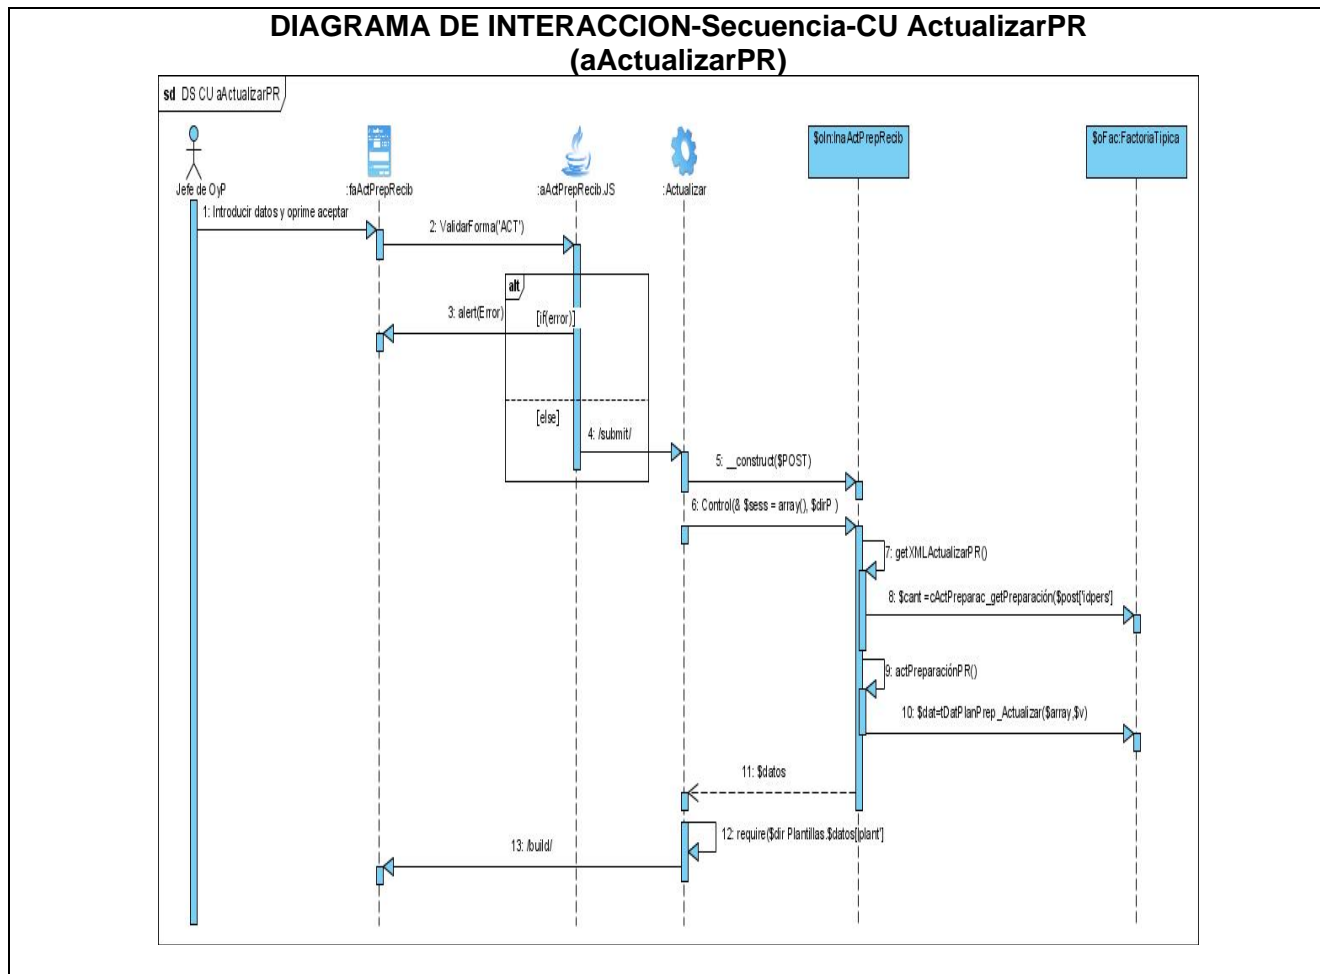 DIAGRAMA DE INTERACCION-Secuencia-CU ActualizarPR
(aActualizarPR)
sd DS CU aActualizarPR
Jefe de OyP
:faActPrepRecib
:aActPrepRecib.JS
:Actualizar
$oIn:InaActPrepRecib
$oFac:FactoriaTipica
1: Introducir datos y oprime aceptar
2: ValidarForma('ACT')
alt
3: alert(Error)
[if(error)]
[else]
4: /submit/
5: __construct($POST)
6: Control(& $sess = array(), $dirP )
7: getXMLActualizarPR()
8: $cant =cActPreparac_getPreparación($post['idpers']
9: actPreparaciónPR()
10: $dat=tDatPlanPrep_Actualizar($array,$v)
11: $datos
12: require($dir Plantillas.$datos['plant']
13: /build/